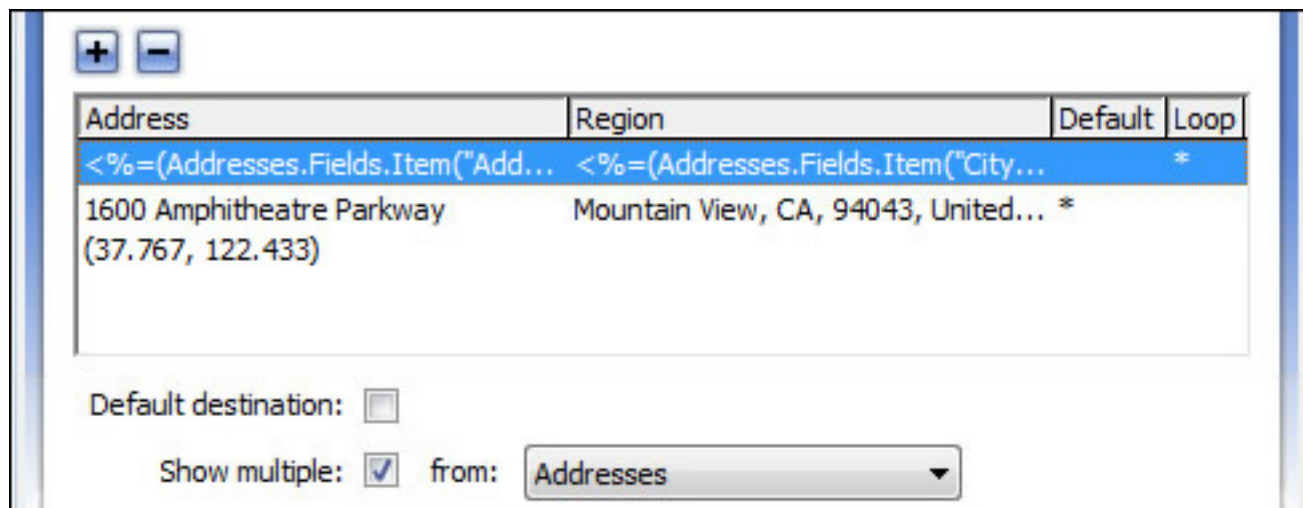 + -
Address Region Default Loop
<%=(Addresses.Fields.Item("Add... <%=(Addresses.Fields.Item("City... *
1600 Amphitheatre Parkway Mountain View, CA, 94043, United... *
(37.767, 122.433)
Default destination:
Show multiple: from: Addresses